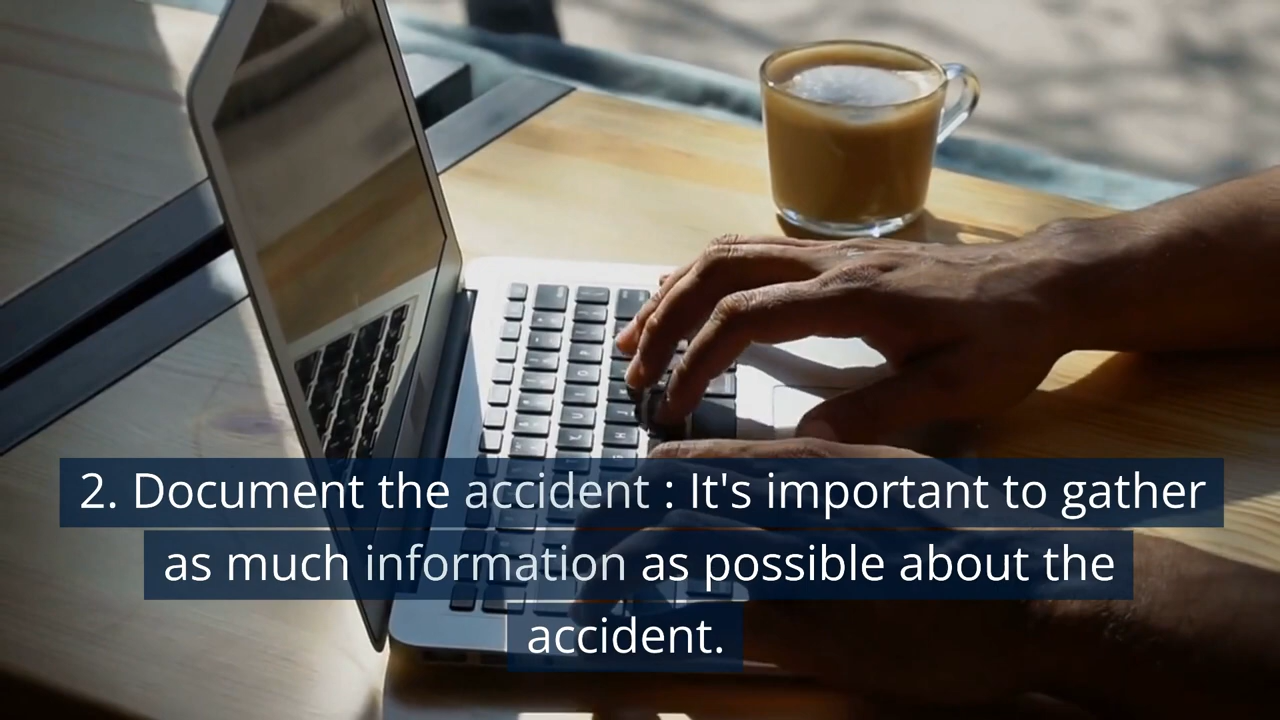 2. Document the accident : It's important to gather
as much information as possible about the
accident.